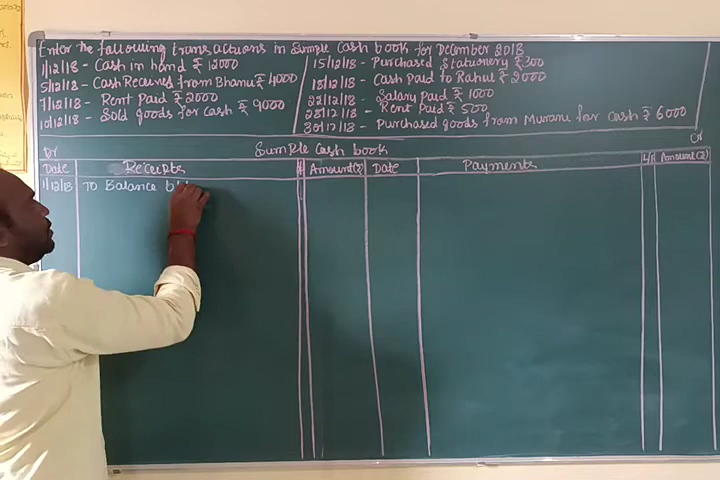 Enter the following transactions in Simple Cash book for December 2018
1/12/18 - Cash in hand ₹ 12000
5/12/18 - Cash Received from Bhanu ₹ 4000
7/12/18 - Rent Paid ₹ 2000
10/12/18 - Sold goods for cash ₹ 9000
15/12/18 - Purchased Stationery ₹ 300
18/12/18 - Cash Paid to Rahul ₹ 2000
22/12/18 - Salary Paid ₹ 1000
28/12/18 - Rent Paid ₹ 500
30/12/18 - Purchased goods from Murani for Cash ₹ 6000
Dr Simple Cash book Cr
Date Receipts Amount(₹) Date Payments L/F Amount(₹)
1/12/18 To Balance b